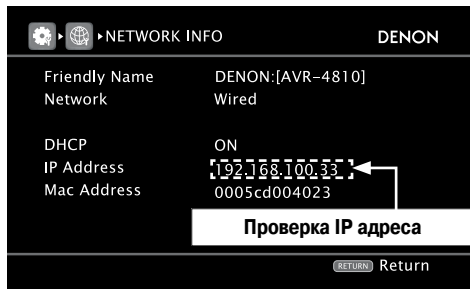 NETWORK INFO DENON
Friendly Name DENON:[AVR-4810]
Network Wired
DHCP ON
IP Address 192.168.100.33
Mac Address 0005cd004023
Проверка IP адреса
RETURN Return